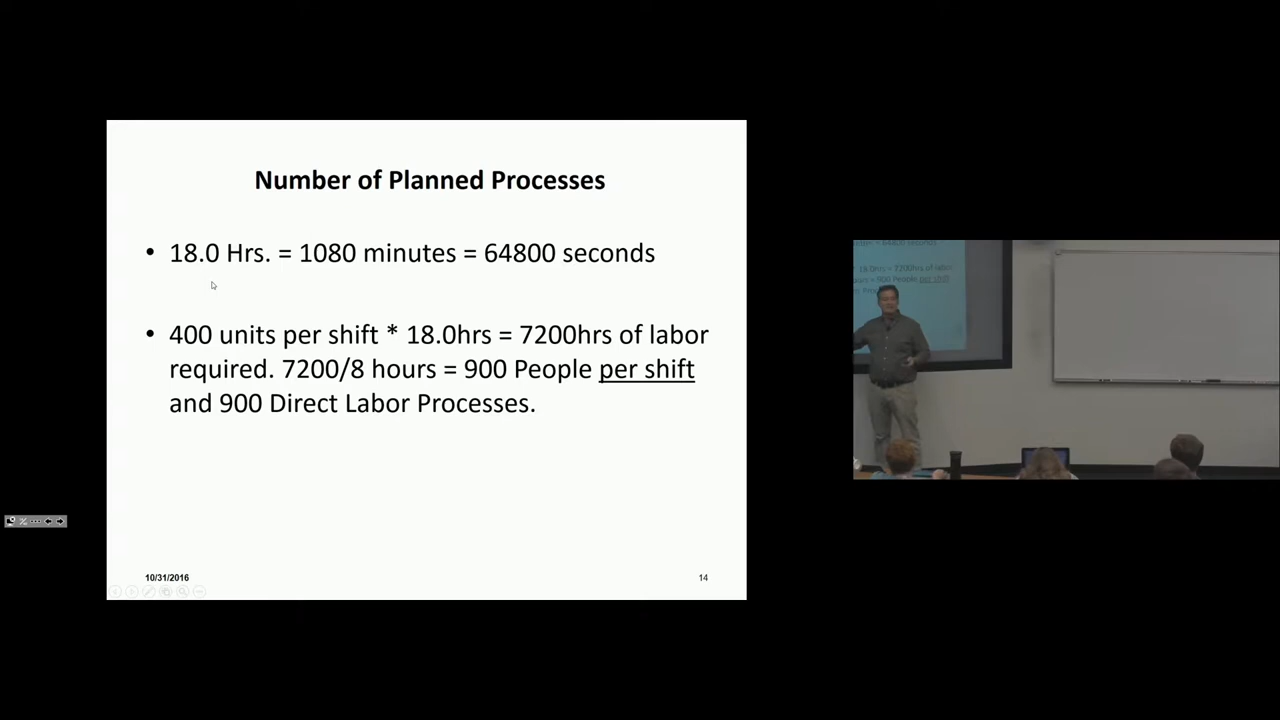 Number of Planned Processes
• 18.0 Hrs. = 1080 minutes = 64800 seconds
• 400 units per shift * 18.0hrs = 7200hrs of labor
required. 7200/8 hours = 900 People per shift
and 900 Direct Labor Processes.
10/31/2016
14